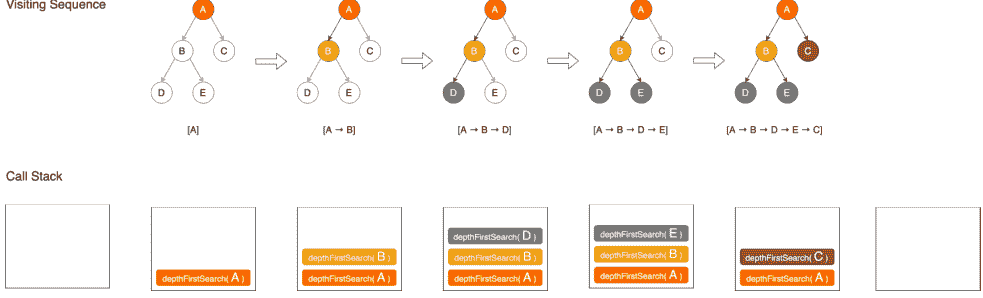 Visiting Sequence
A
B
C
D
E
A
B
C
D
E
A
B
C
D
E
A
B
C
D
E
A
B
C
D
E
[A]
[A → B]
[A → B → D]
[A → B → D → E]
[A → B → D → E → C]
Call Stack
depthFirstSearch( A )
depthFirstSearch( B )
depthFirstSearch( A )
depthFirstSearch( D )
depthFirstSearch( B )
depthFirstSearch( A )
depthFirstSearch( E )
depthFirstSearch( B )
depthFirstSearch( A )
depthFirstSearch( C )
depthFirstSearch( A )